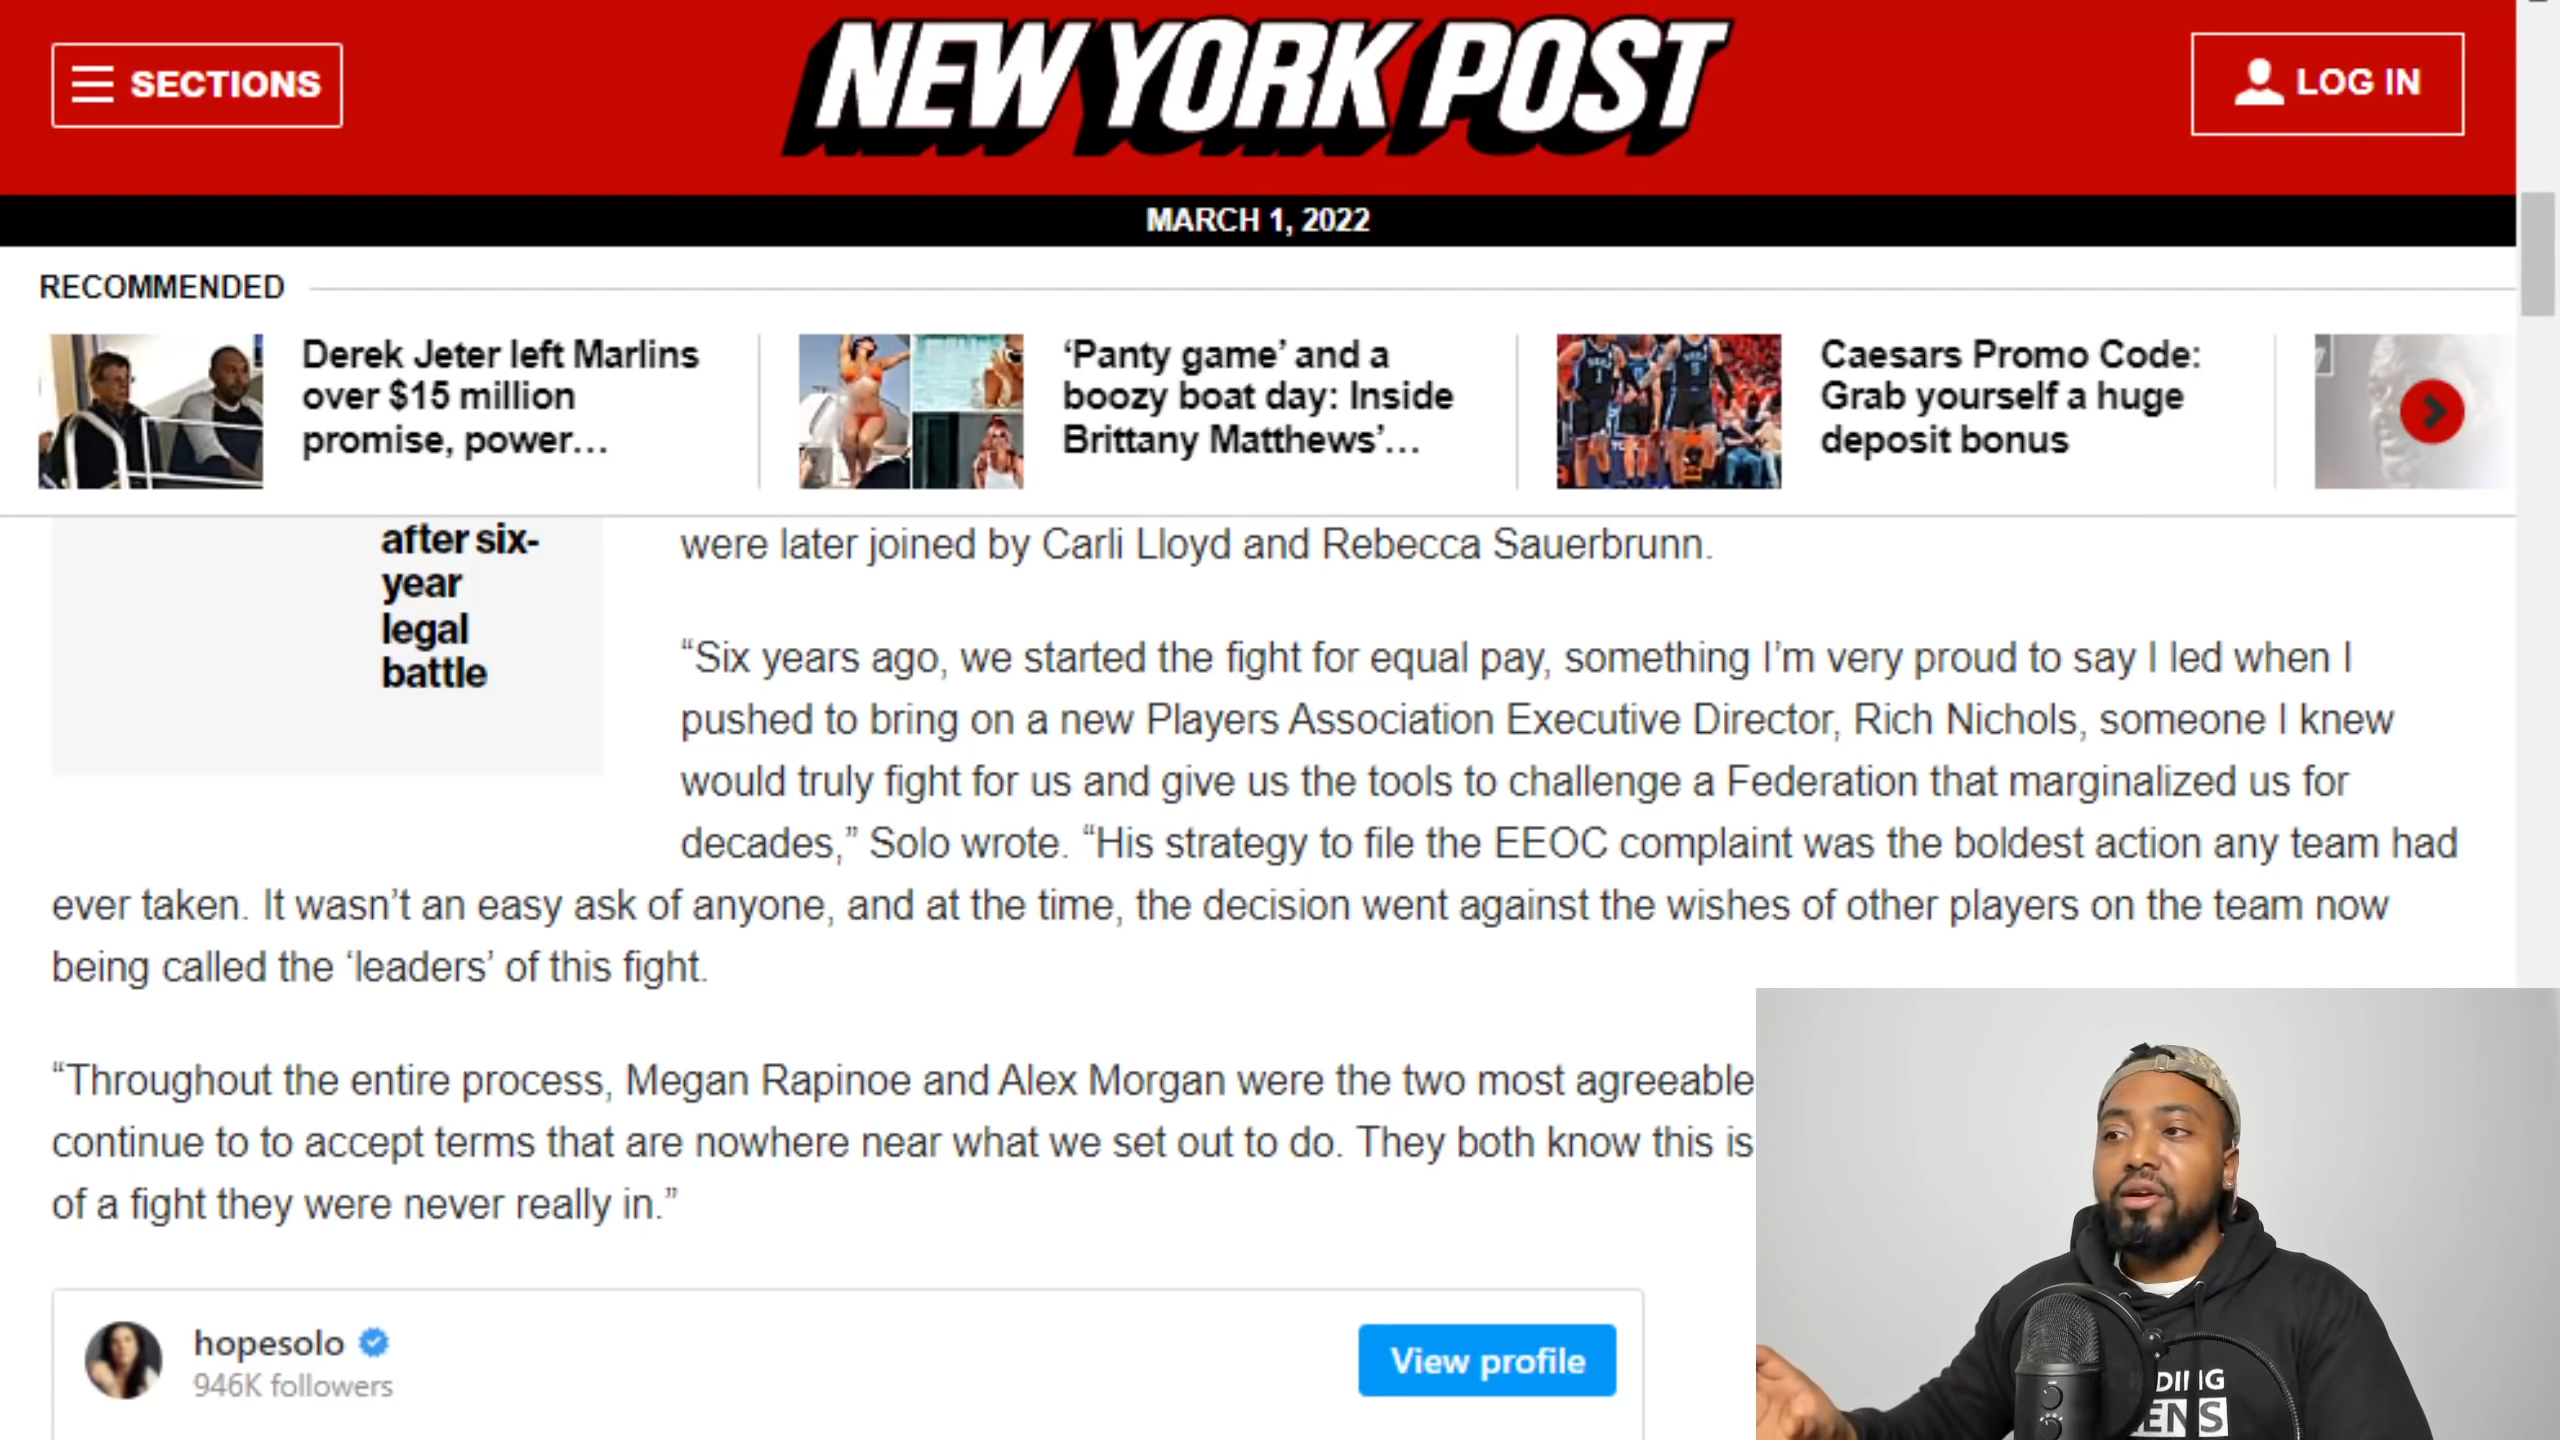 SECTIONS
NEW YORK POST
LOG IN
MARCH 1, 2022
RECOMMENDED
Derek Jeter left Marlins
over $15 million
promise, power...
‘Panty game’ and a
boozy boat day: Inside
Brittany Matthews’...
Caesars Promo Code:
Grab yourself a huge
deposit bonus
after six-
year
legal
battle
were later joined by Carli Lloyd and Rebecca Sauerbrunn.
“Six years ago, we started the fight for equal pay, something I’m very proud to say I led when I
pushed to bring on a new Players Association Executive Director, Rich Nichols, someone I knew
would truly fight for us and give us the tools to challenge a Federation that marginalized us for
decades,” Solo wrote. “His strategy to file the EEOC complaint was the boldest action any team had
ever taken. It wasn’t an easy ask of anyone, and at the time, the decision went against the wishes of other players on the team now
being called the ‘leaders’ of this fight.
“Throughout the entire process, Megan Rapinoe and Alex Morgan were the two most agreeable
continue to to accept terms that are nowhere near what we set out to do. They both know this is
of a fight they were never really in.”
hopesolo
946K followers
View profile
DING
ENS